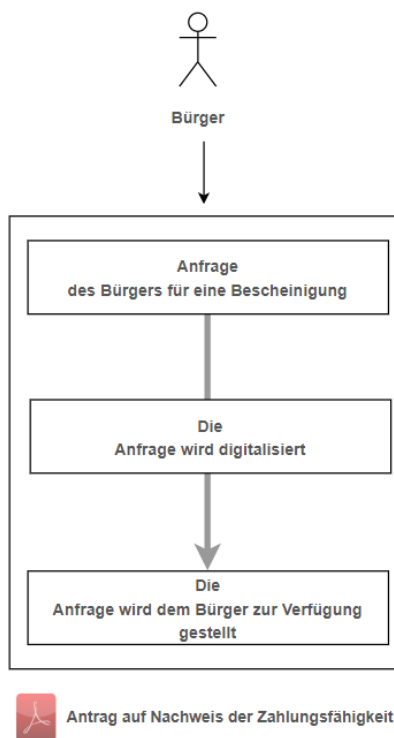 Bürger
Anfrage
des Bürgers für eine Bescheinigung
Die
Anfrage wird digitalisiert
Die
Anfrage wird dem Bürger zur Verfügung
gestellt
Antrag auf Nachweis der Zahlungsfähigkeit